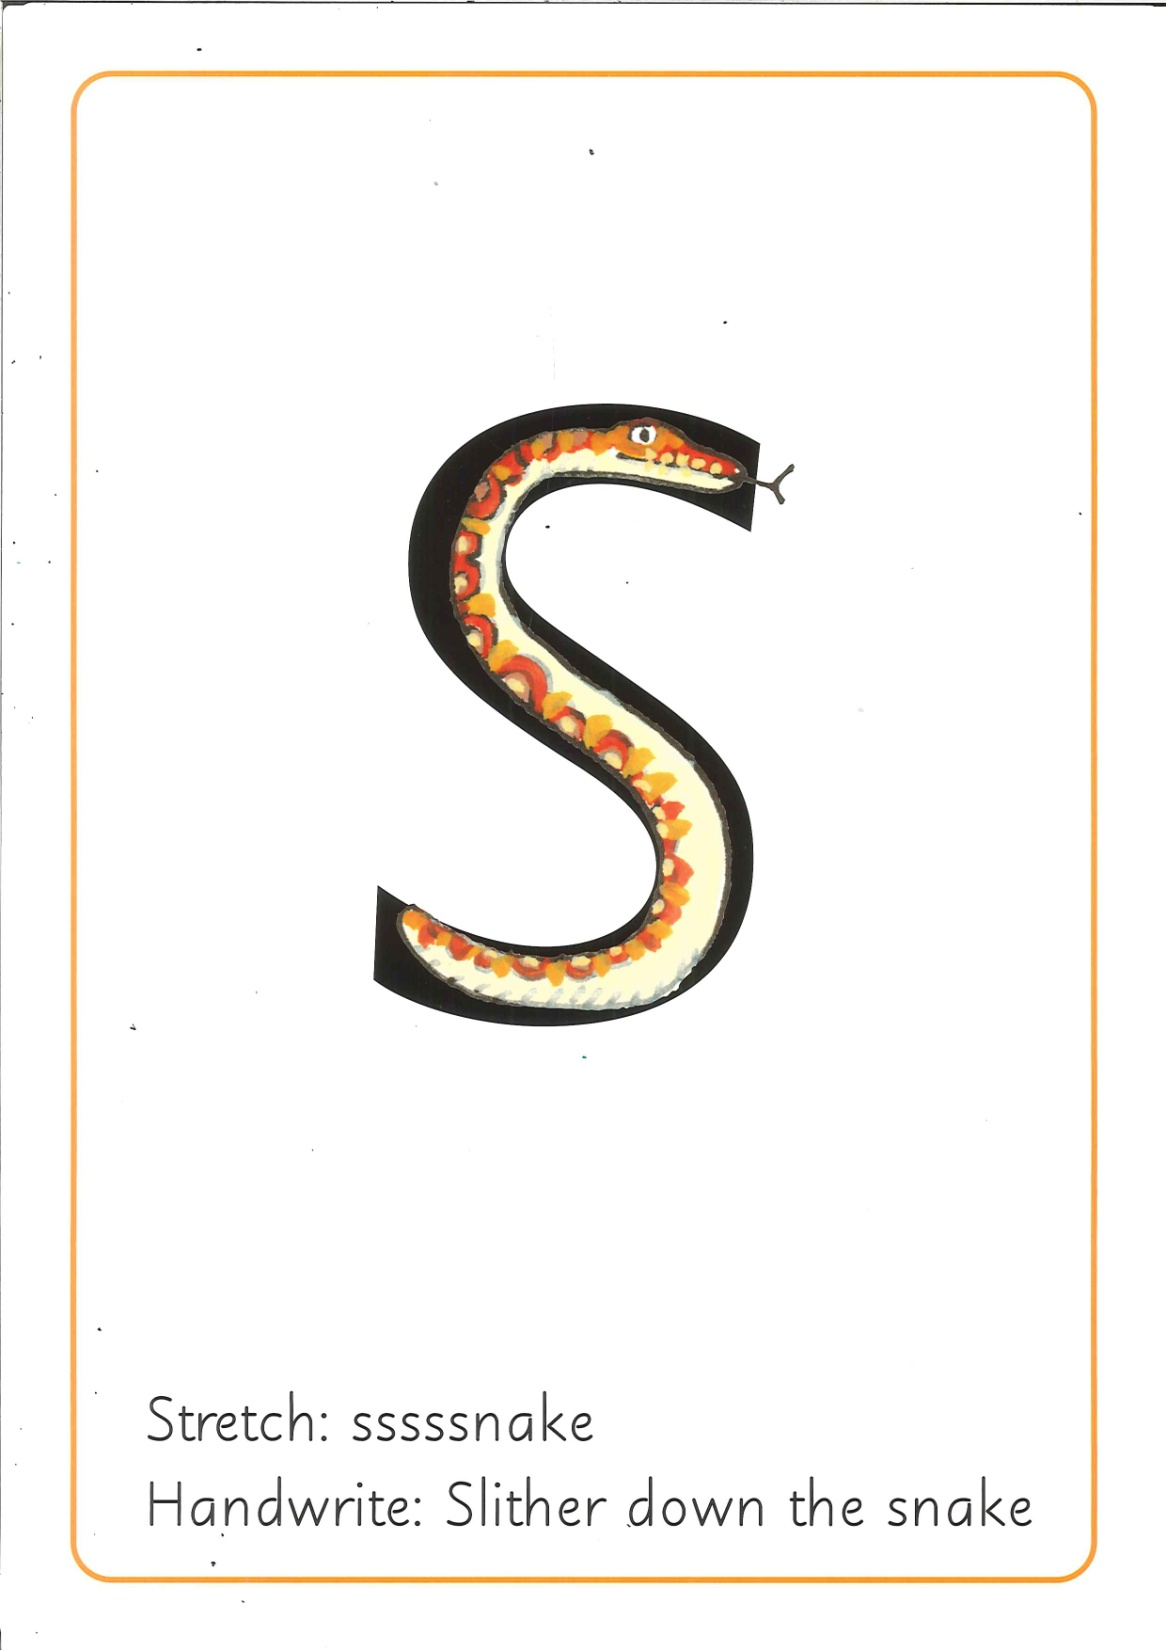 s
Stretch: sssssnake
Handwrite: Slither down the snake